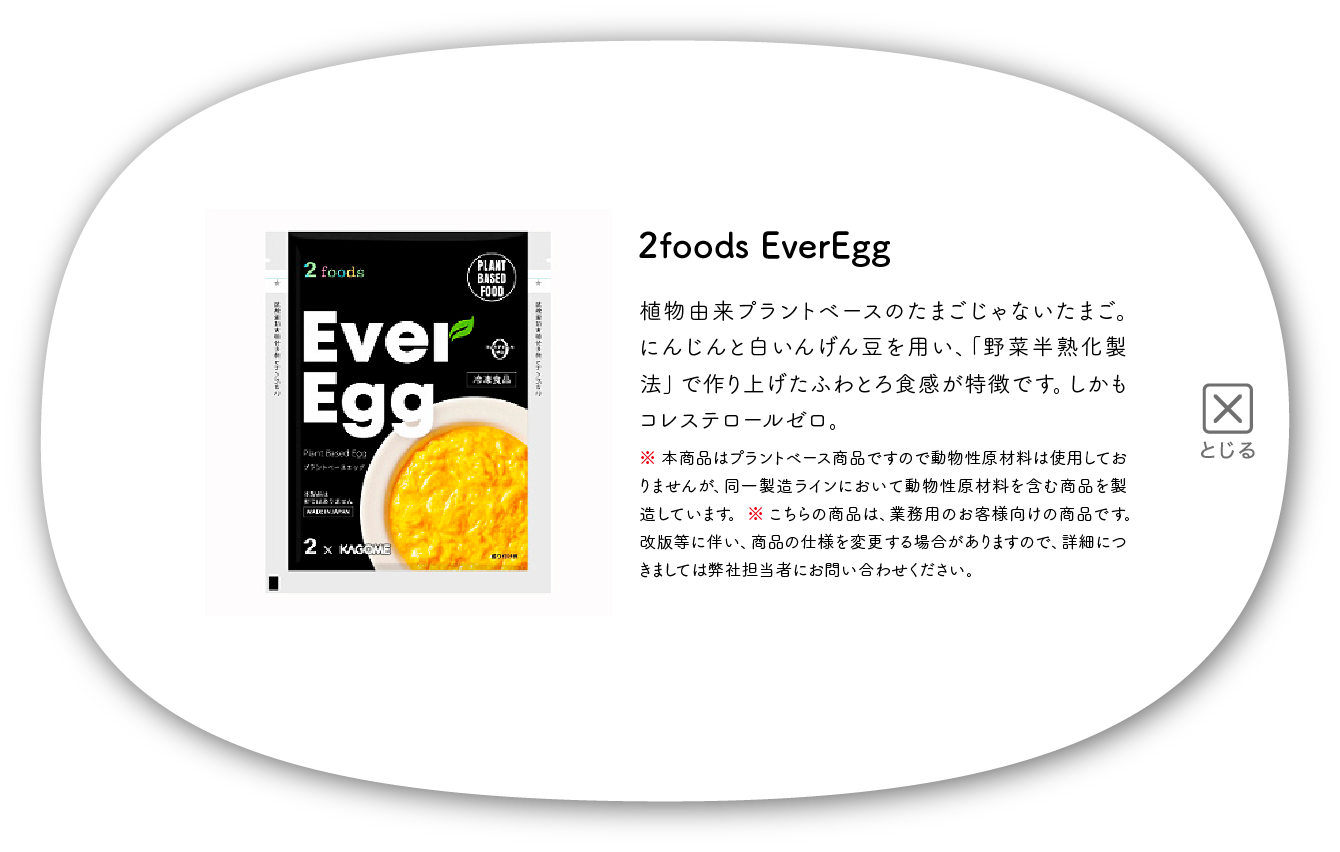 2 foods
PLANT
BASED
FOOD
Ever
Egg
冷凍食品
Plant Based Egg
プラントベースエッグ
MADE IN JAPAN
2 × KAGOME
2foods EverEgg
植物由来プラントベースのたまごじゃないたまご。
にんじんと白いんげん豆を用い、「野菜半熟化製
法」で作り上げたふわとろ食感が特徴です。しかも
コレステロールゼロ。
※ 本商品はプラントベース商品ですので動物性原材料は使用してお
りませんが、同一製造ラインにおいて動物性原材料を含む商品を製
造しています。 ※ こちらの商品は、業務用のお客様向けの商品です。
改版等に伴い、商品の仕様を変更する場合がありますので、詳細につ
きましては弊社担当者にお問い合わせください。
とじる